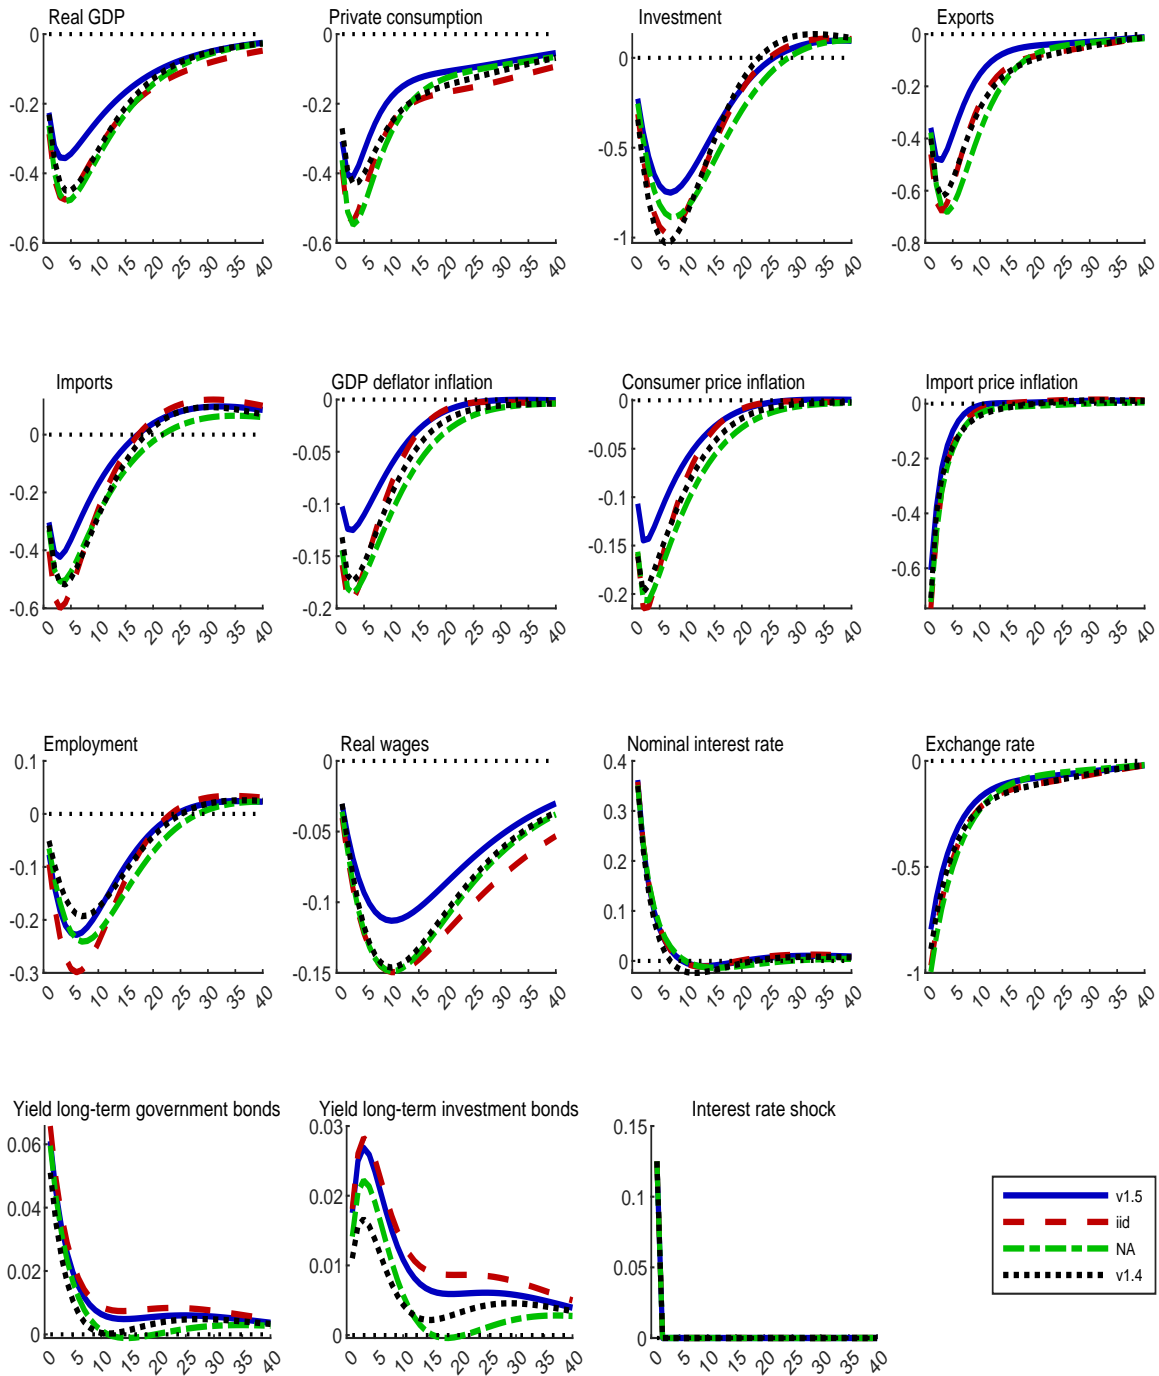 Real GDP Private consumption Investment Exports
0 0 0
0
-0.2 -0.2 -0.2
-0.4
-0.5
-0.4 -0.4
-0.6
-0.6 -0.6 -1 -0.8
0 5 10 15 20 25 30 35 40 0 5 10 15 20 25 30 35 40 0 5 10 15 20 25 30 35 40 0 5 10 15 20 25 30 35 40
Imports GDP deflator inflation Consumer price inflation Import price inflation
0 0 0
0
-0.05 -0.05
-0.2
-0.2
-0.1 -0.1
-0.4
-0.4
-0.15 -0.15
-0.6
-0.6 -0.2 -0.2
0 5 10 15 20 25 30 35 40 0 5 10 15 20 25 30 35 40 0 5 10 15 20 25 30 35 40 0 5 10 15 20 25 30 35 40
Employment Real wages Nominal interest rate Exchange rate
0.1 0 0.4 0
0 0.3
-0.05
0.2
-0.1 -0.5
-0.1
0.1
-0.2
0
-0.3 -0.15 -1
0 5 10 15 20 25 30 35 40 0 5 10 15 20 25 30 35 40 0 5 10 15 20 25 30 35 40 0 5 10 15 20 25 30 35 40
Yield long-term government bonds Yield long-term investment bonds Interest rate shock
0.03 0.15
0.06
0.02 0.1
0.04
0.01 0.05
0.02
0 0 0
0 5 10 15 20 25 30 35 40 0 5 10 15 20 25 30 35 40 0 5 10 15 20 25 30 35 40
v1.5
iid
NA
v1.4